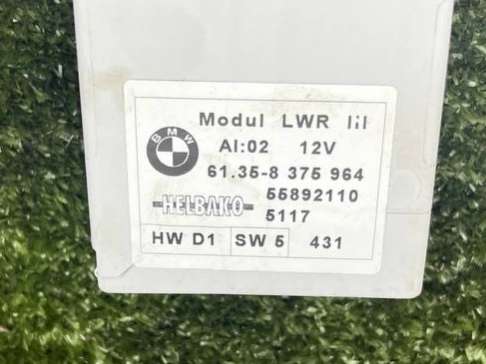 BMW
Modul LWR lil
AI:02 12V
61.35-8 375 964
55892110
HELBAKO 5117
HW D1 SW 5 431